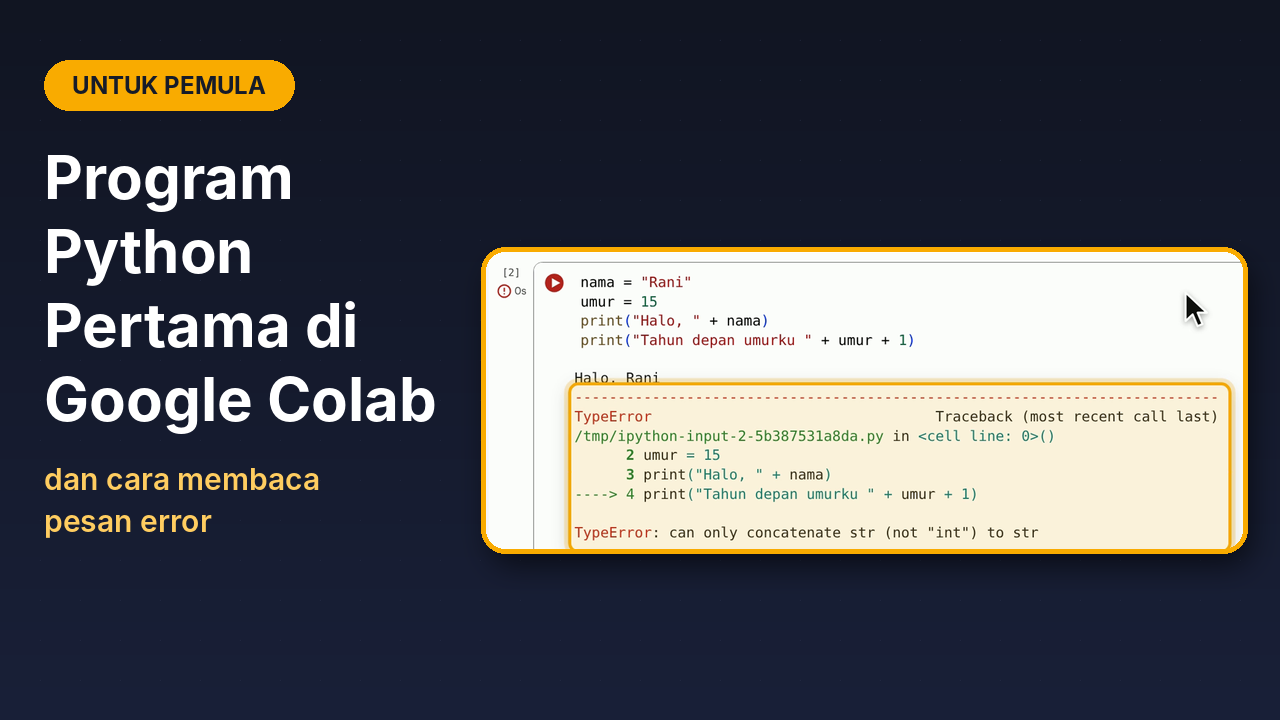 UNTUK PEMULA
Program
Python
Pertama di
Google Colab
dan cara membaca
pesan error
[2]
0s
nama = "Rani"
umur = 15
print("Halo, " + nama)
print("Tahun depan umurku " + umur + 1)
Halo, Rani
---------------------------------------------------------------------------
TypeError Traceback (most recent call last)
/tmp/ipython-input-2-5b387531a8da.py in <cell line: 0>()
2 umur = 15
3 print("Halo, " + nama)
----> 4 print("Tahun depan umurku " + umur + 1)
TypeError: can only concatenate str (not "int") to str